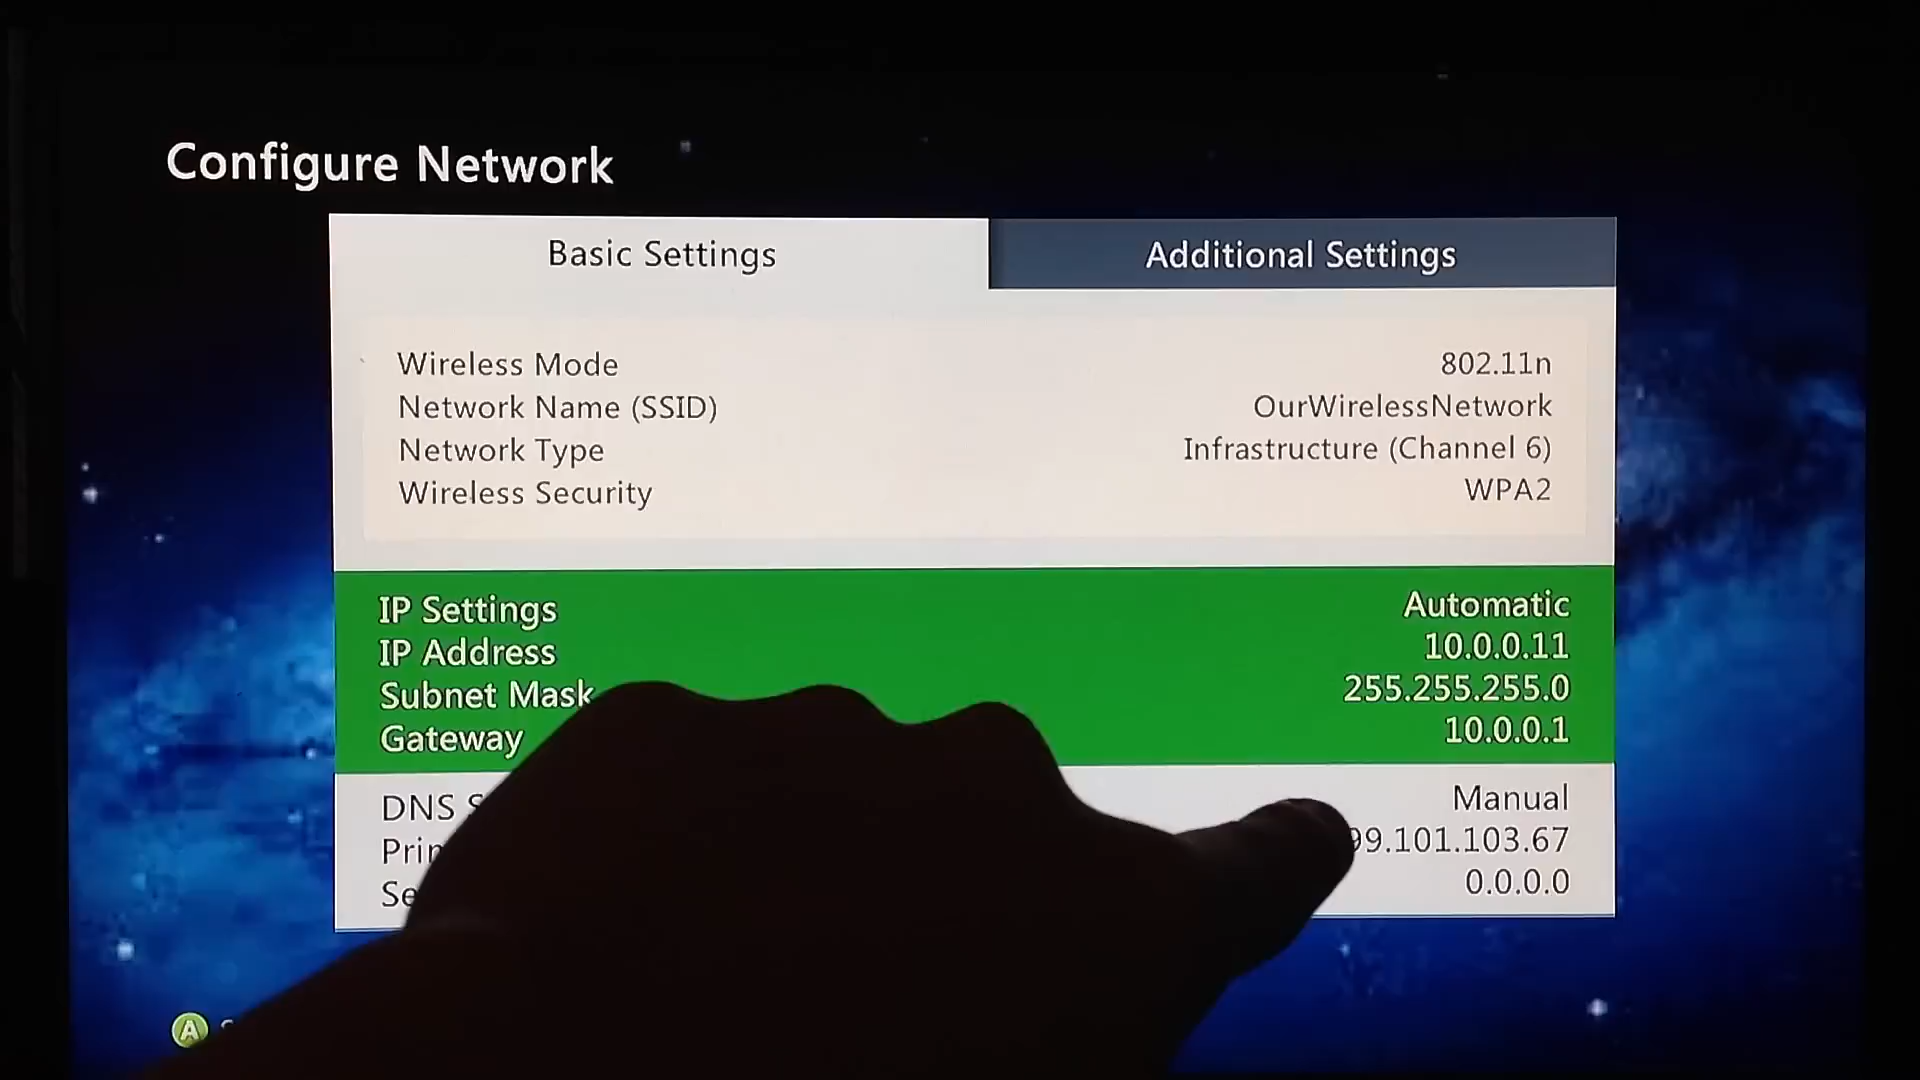 Configure Network
Basic Settings Additional Settings
Wireless Mode 802.11n
Network Name (SSID) OurWirelessNetwork
Network Type Infrastructure (Channel 6)
Wireless Security WPA2
IP Settings Automatic
IP Address 10.0.0.11
Subnet Mask 255.255.255.0
Gateway 10.0.0.1
DNS Manual
0.0.0.0
A